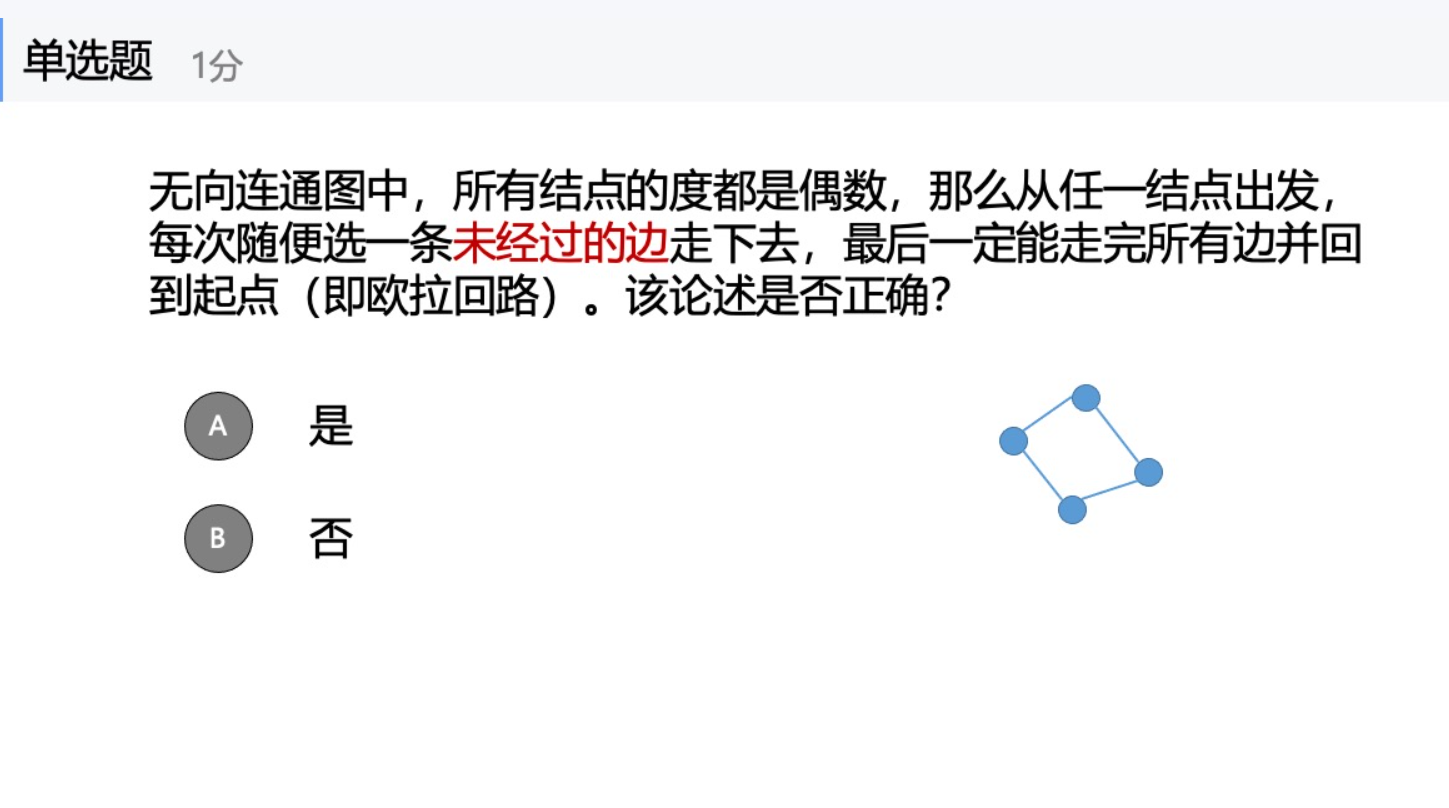 单选题 1分
无向连通图中，所有结点的度都是偶数，那么从任一结点出发，
每次随便选一条未经过的边走下去，最后一定能走完所有边并回
到起点（即欧拉回路）。该论述是否正确？
A 是
B 否